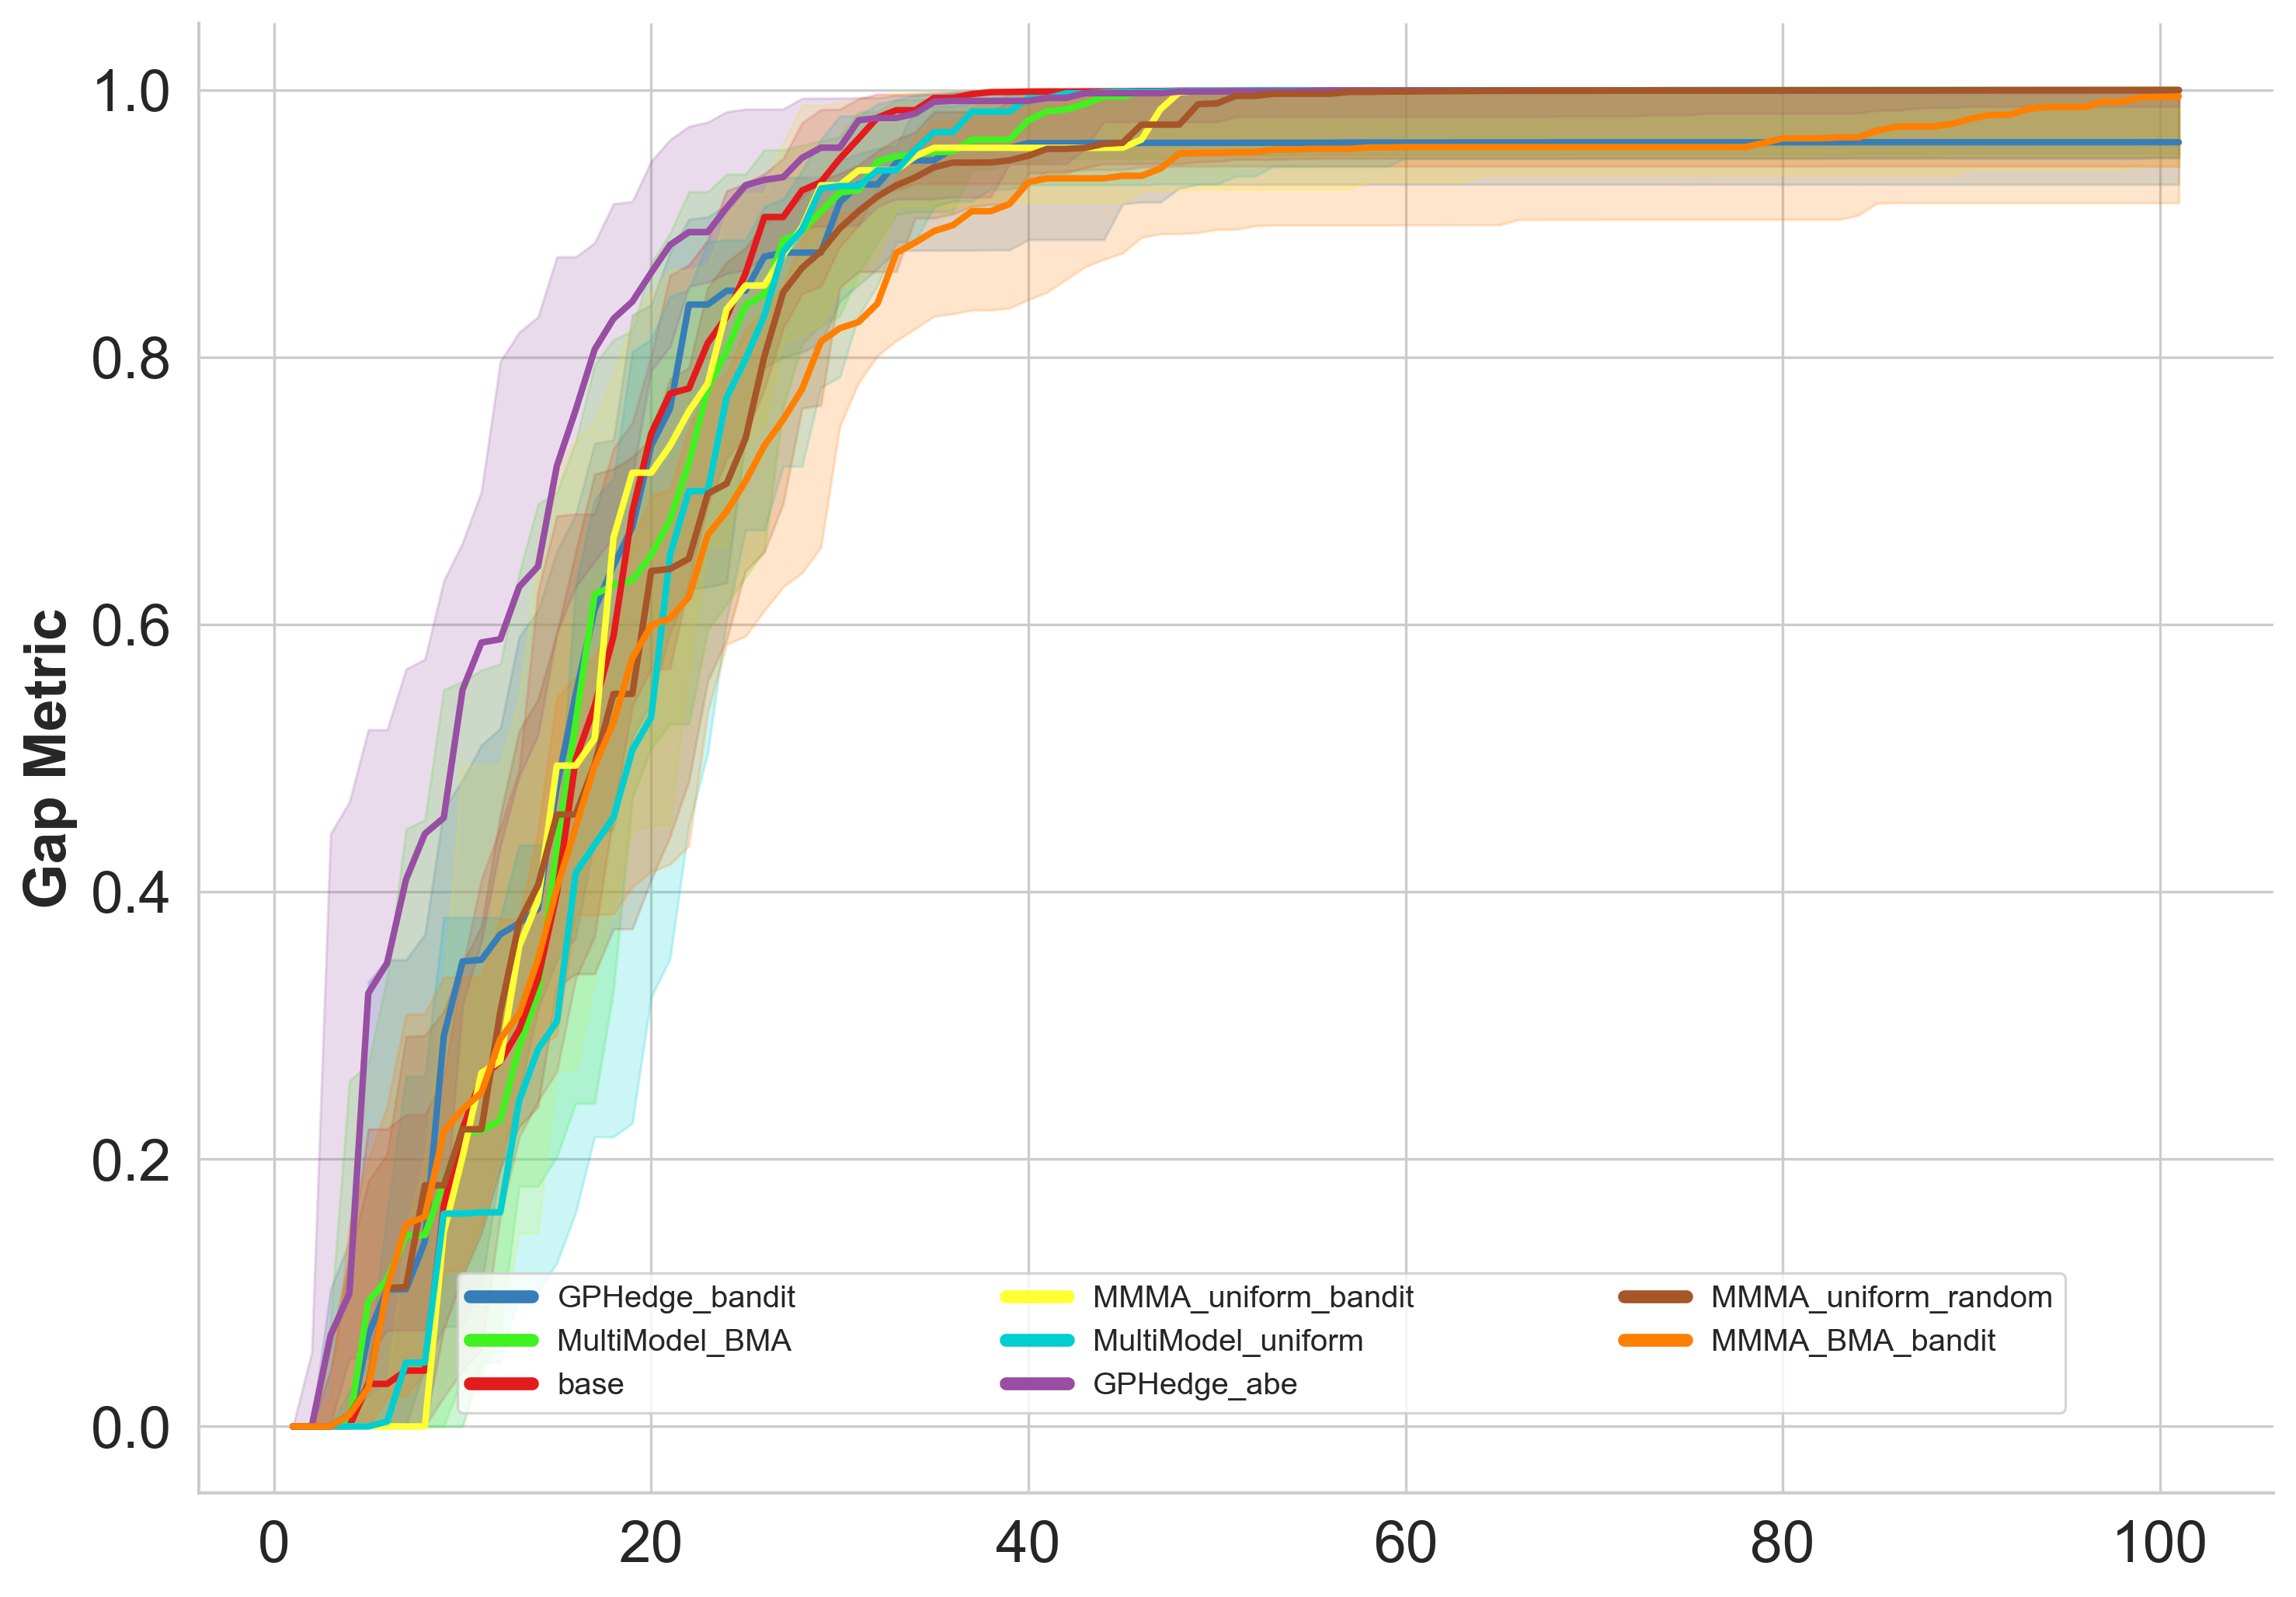 Gap Metric
1.0
0.8
0.6
0.4
0.2
0.0
GPHedge_bandit
MultiModel_BMA
base
MMMA_uniform_bandit
MultiModel_uniform
GPHedge_abe
MMMA_uniform_random
MMMA_BMA_bandit
0 20 40 60 80 100